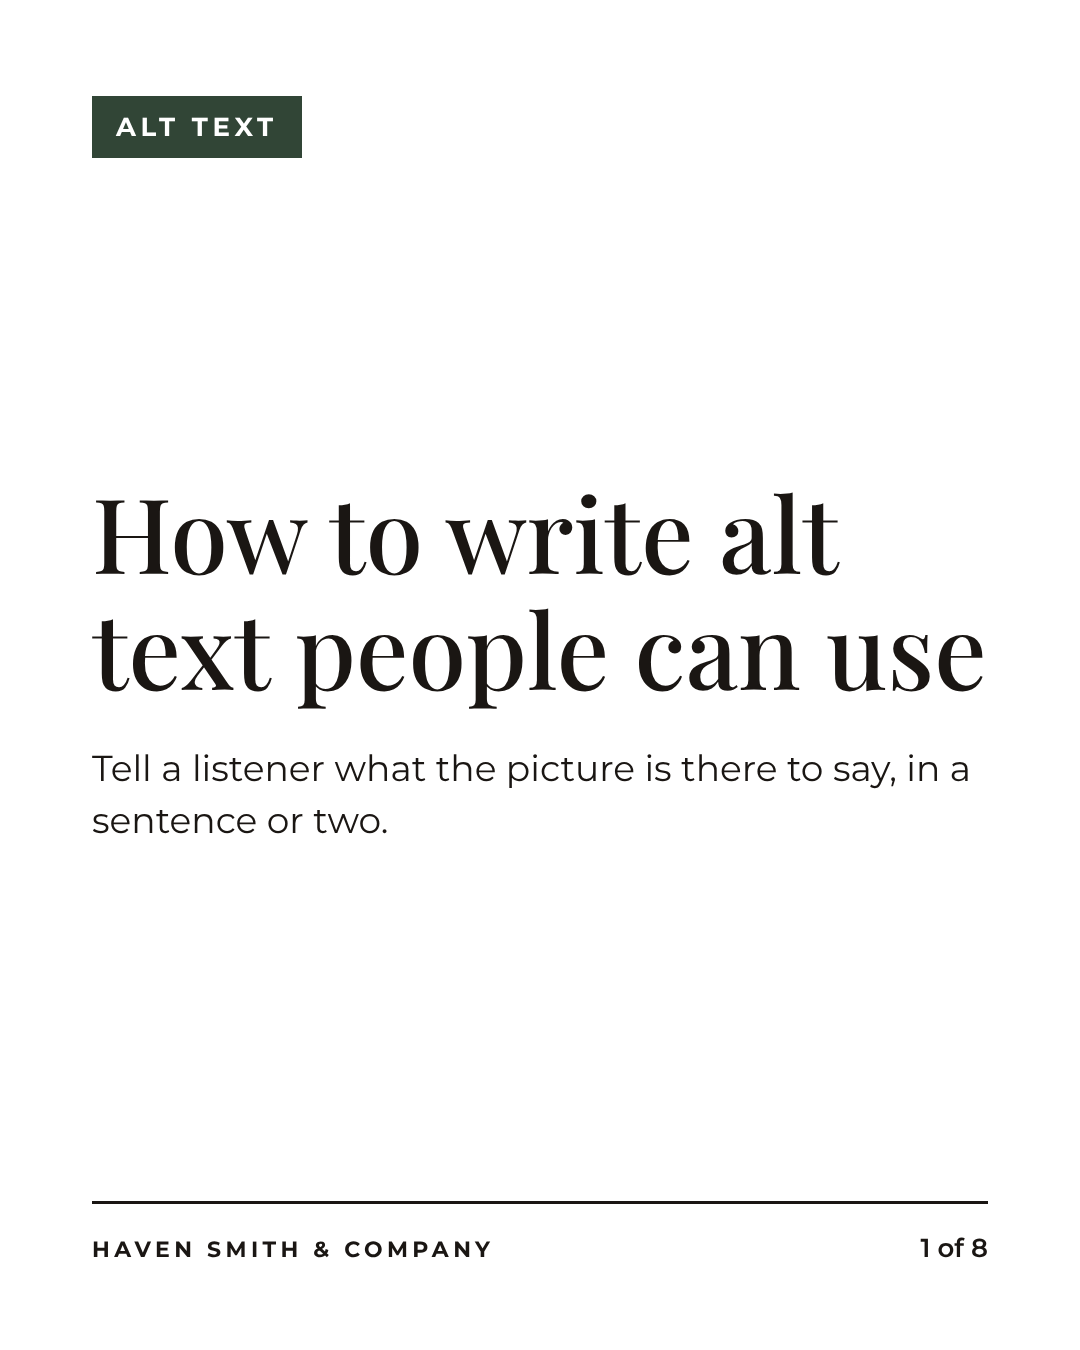 ALT TEXT
How to write alt
text people can use
Tell a listener what the picture is there to say, in a
sentence or two.
HAVEN SMITH & COMPANY
1 of 8